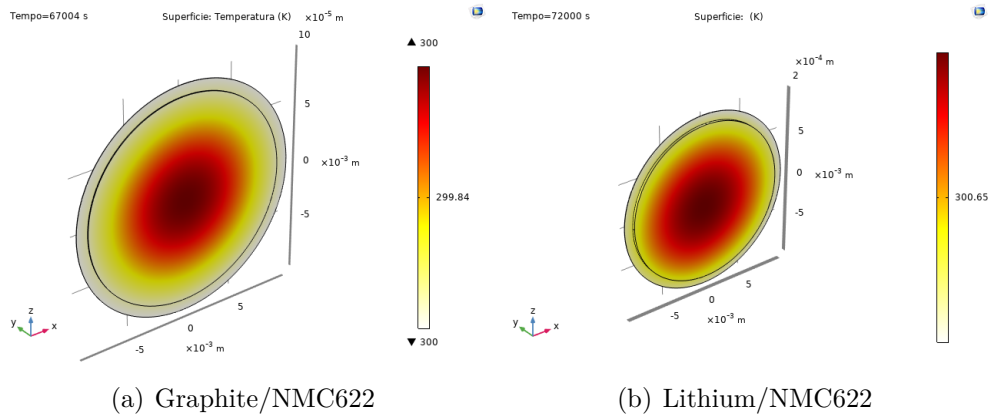 Tempo=67004 s
Superficie: Temperatura (K)
×10⁻⁵ m
10
5
0
×10⁻³ m
-5
5
0
×10⁻³ m
-5
y
z
x
▲ 300
299.84
▼ 300
(a) Graphite/NMC622
Tempo=72000 s
Superficie: (K)
×10⁻⁴ m
2
5
0
×10⁻³ m
-5
5
0
×10⁻³ m
-5
y
z
x
300.65
(b) Lithium/NMC622